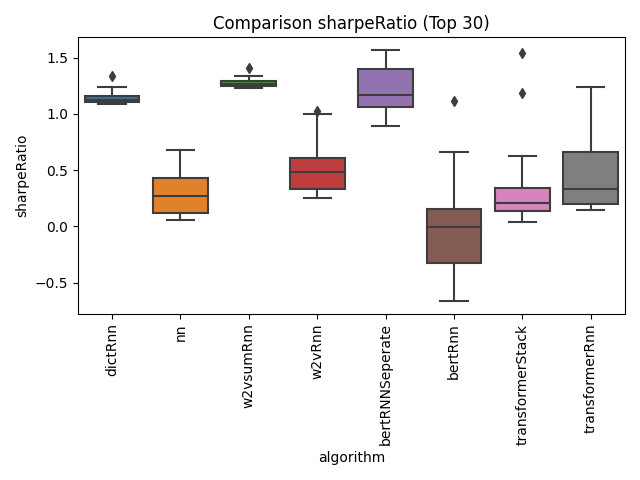 Comparison sharpeRatio (Top 30)
sharpeRatio
1.5
1.0
0.5
0.0
−0.5
dictRnn
nn
w2vsumRnn
w2vRnn
bertRNNSeperate
bertRnn
transformerStack
transformerRnn
algorithm